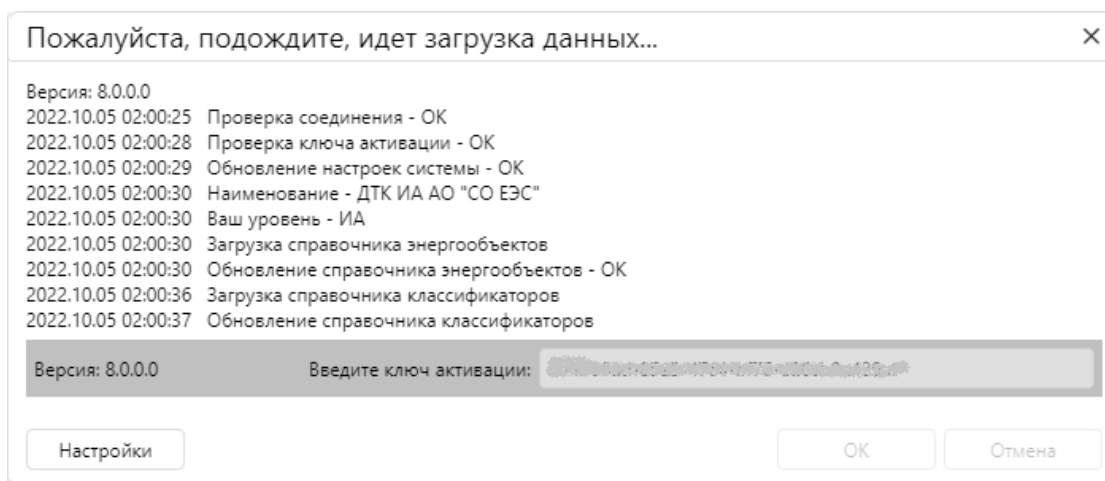 Пожалуйста, подождите, идет загрузка данных...
Версия: 8.0.0.0
2022.10.05 02:00:25 Проверка соединения - ОК
2022.10.05 02:00:28 Проверка ключа активации - ОК
2022.10.05 02:00:29 Обновление настроек системы - ОК
2022.10.05 02:00:30 Наименование - ДТК ИА АО "СО ЕЭС"
2022.10.05 02:00:30 Ваш уровень - ИА
2022.10.05 02:00:30 Загрузка справочника энергообъектов
2022.10.05 02:00:30 Обновление справочника энергообъектов - ОК
2022.10.05 02:00:36 Загрузка справочника классификаторов
2022.10.05 02:00:37 Обновление справочника классификаторов
Версия: 8.0.0.0 Введите ключ активации:
Настройки ОК Отмена